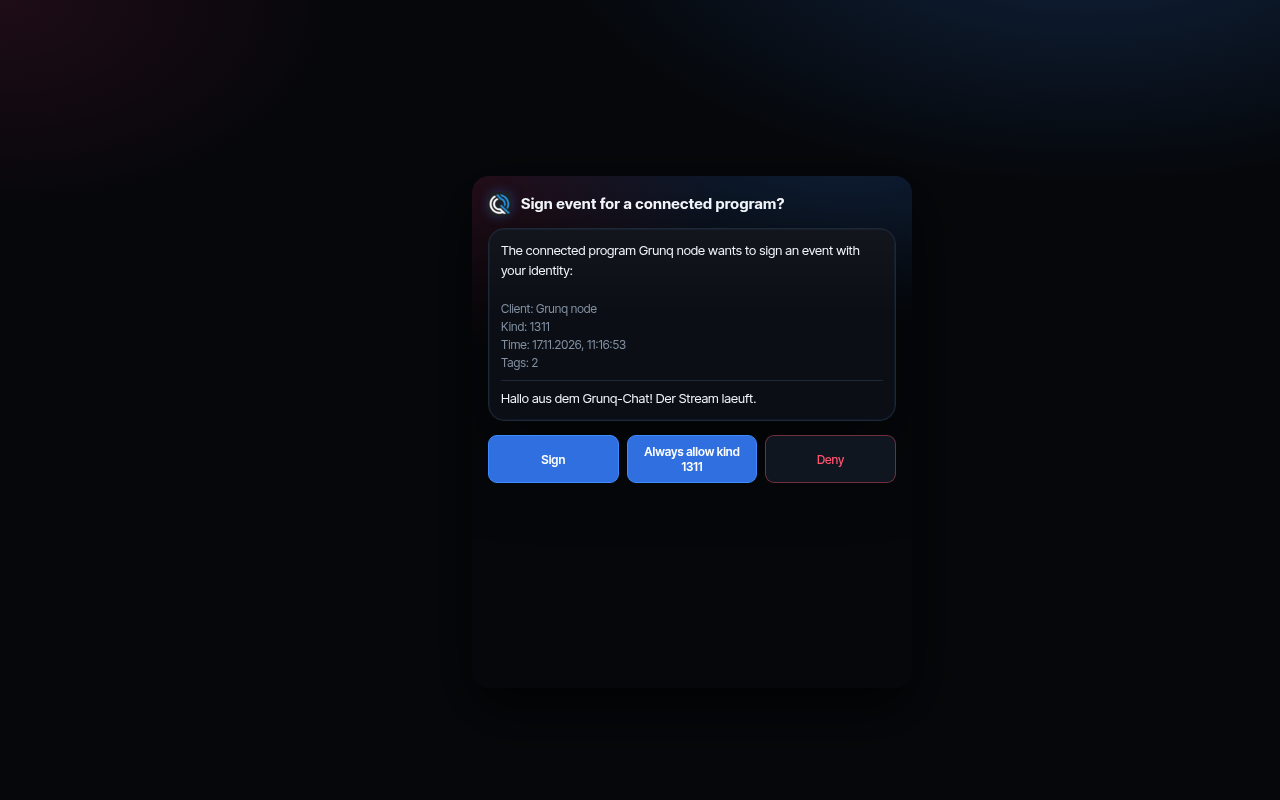 Sign event for a connected program?
The connected program Grunq node wants to sign an event with
your identity:
Client: Grunq node
Kind: 1311
Time: 17.11.2026, 11:16:53
Tags: 2
Hallo aus dem Grunq-Chat! Der Stream laeuft.
Sign
Always allow kind
1311
Deny